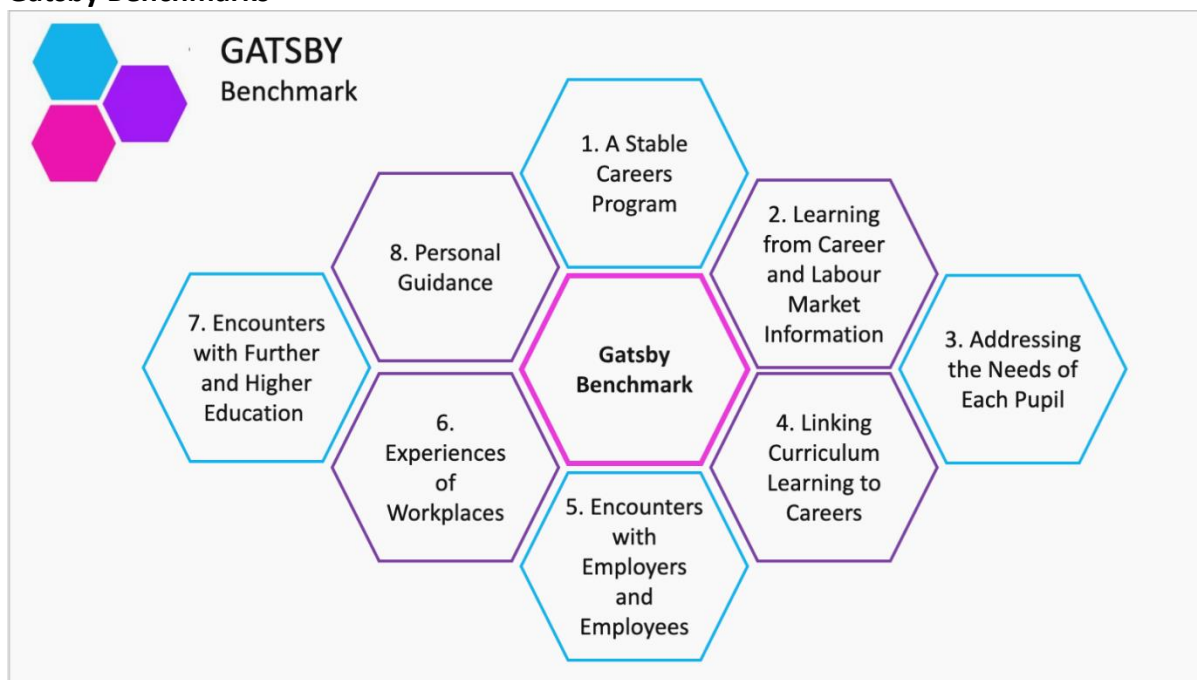 GATSBY
Benchmark
1. A Stable
Careers
Program
2. Learning
from Career
and Labour
Market
Information
3. Addressing
the Needs of
Each Pupil
4. Linking
Curriculum
Learning to
Careers
5. Encounters
with
Employers
and
Employees
6.
Experiences
of
Workplaces
7. Encounters
with Further
and Higher
Education
8. Personal
Guidance
Gatsby
Benchmark